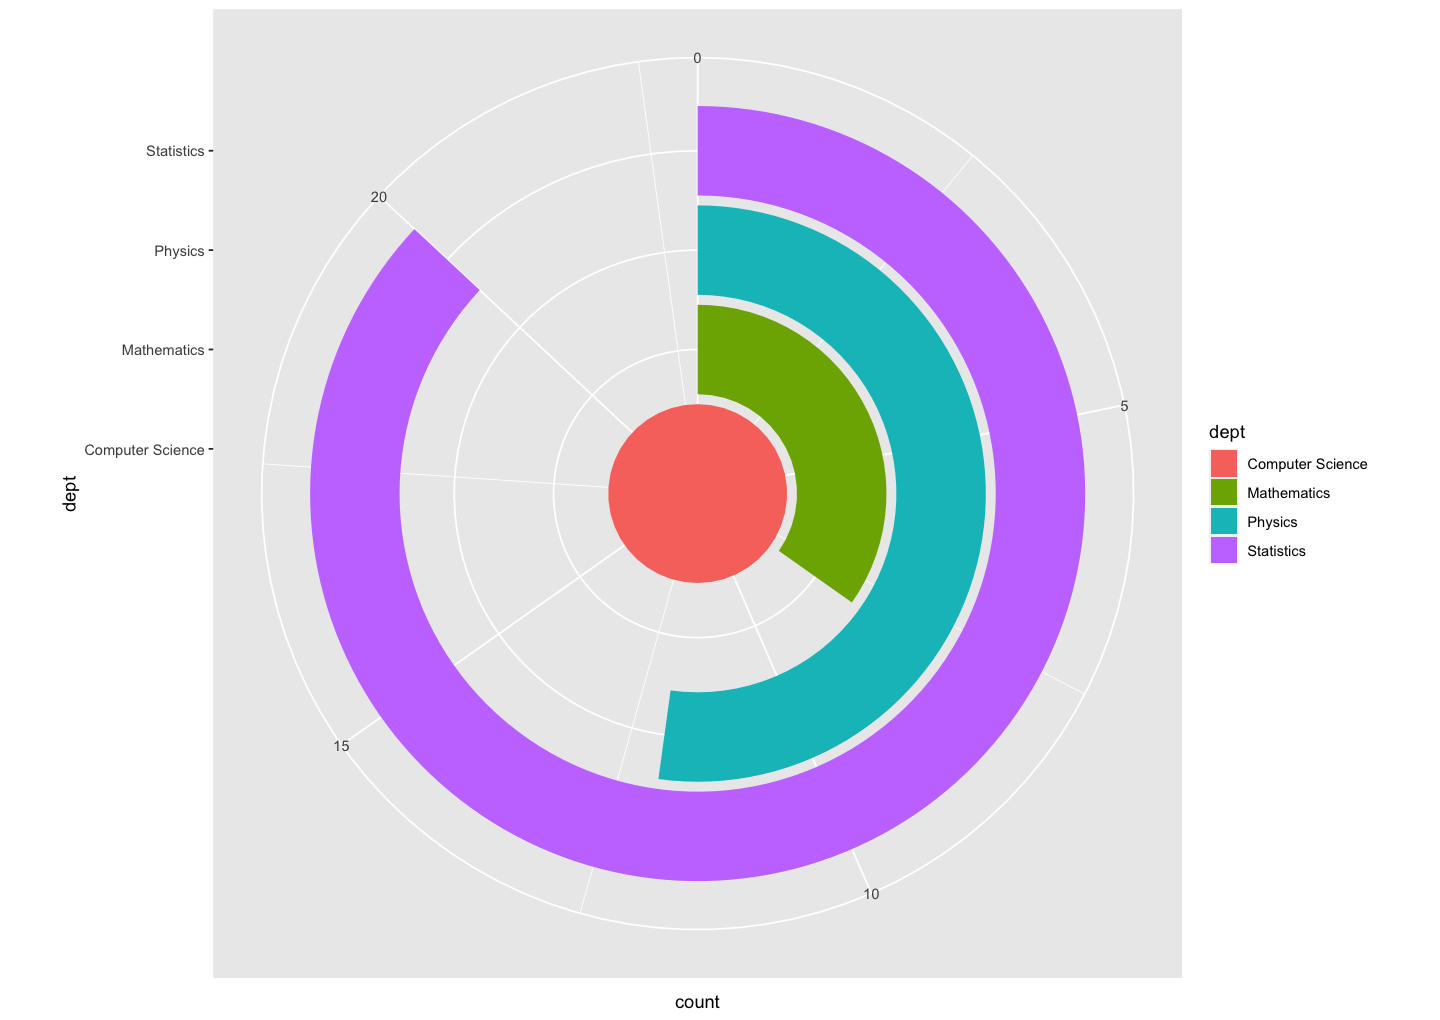 0
Statistics
20
Physics
Mathematics
5
Computer Science
dept
15
10
count
dept
Computer Science
Mathematics
Physics
Statistics